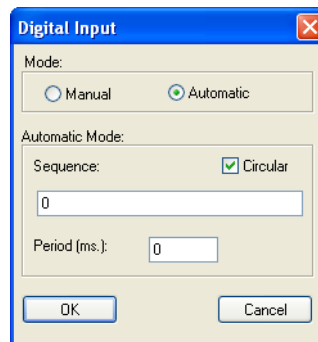 Digital Input
Mode:
Manual Automatic
Automatic Mode:
Sequence: Circular
0
Period (ms.): 0
OK Cancel